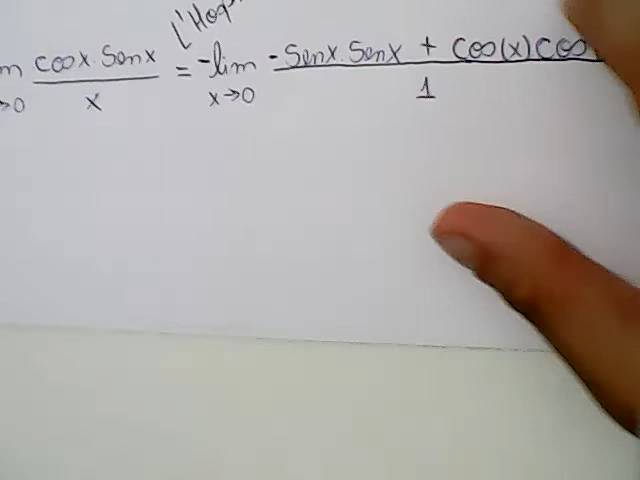 L'Hop
cosx. Senx / x = -lim x→0 -Senx. Senx + Cos(x)cos / 1
x→0